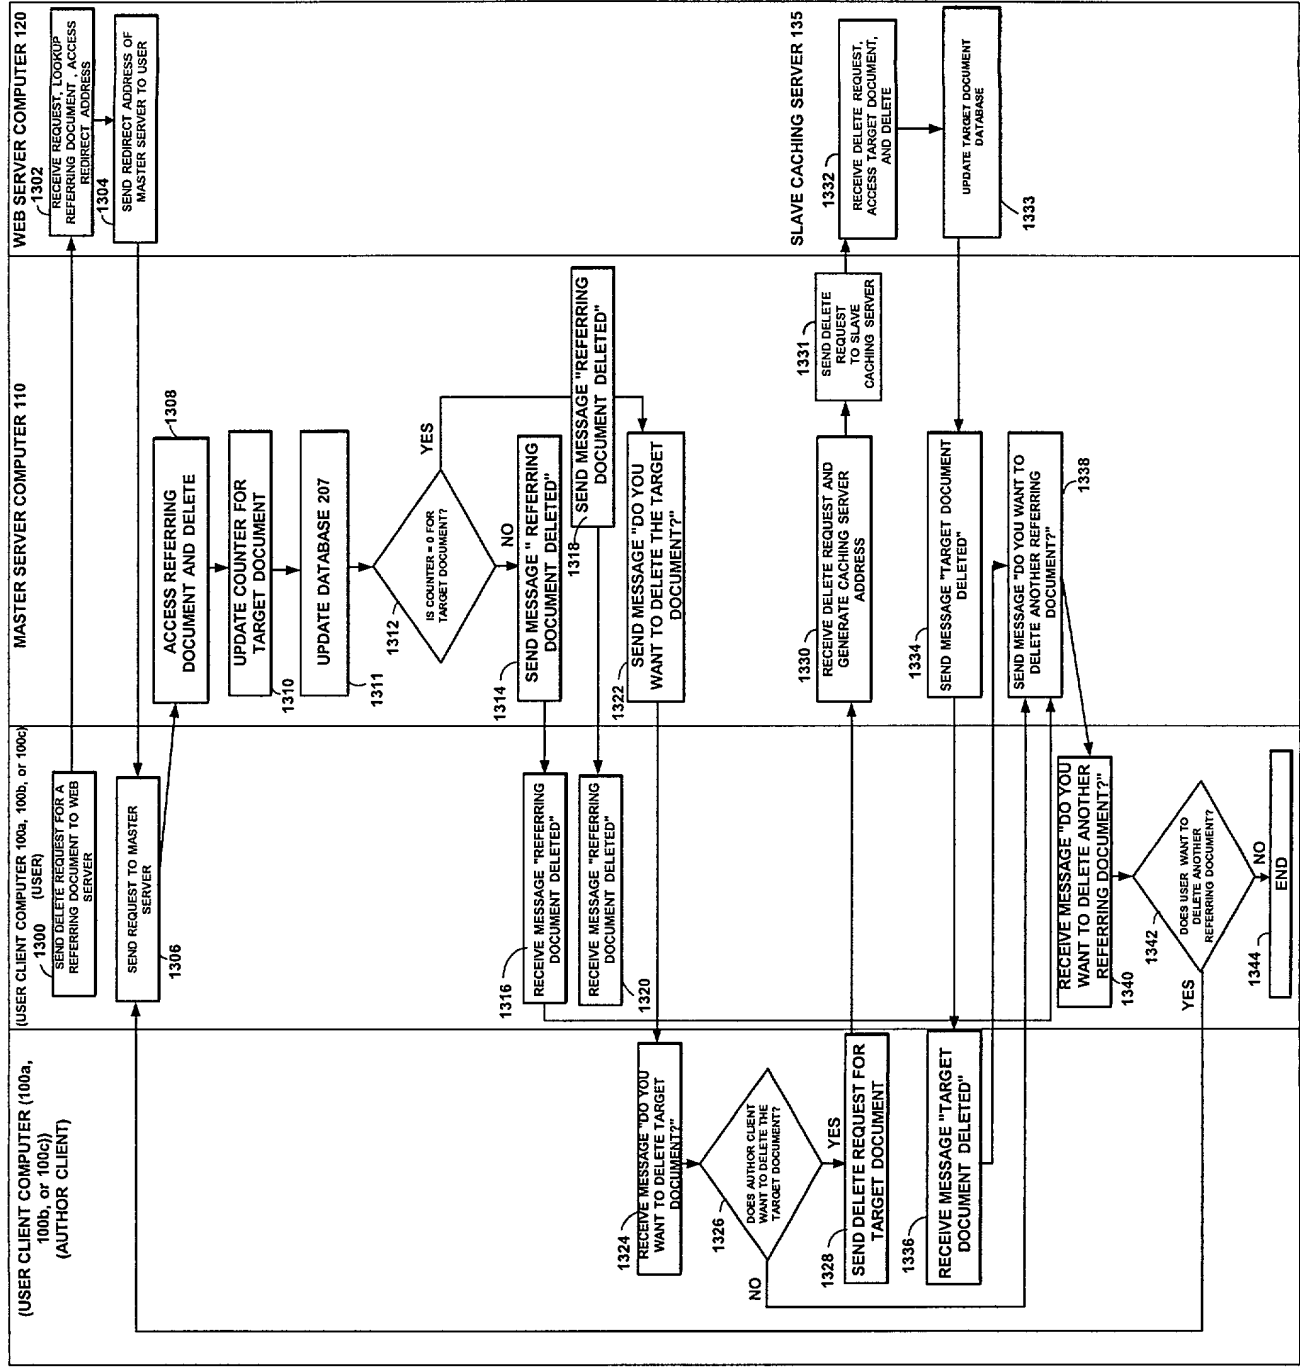 (USER CLIENT COMPUTER (100a,
100b, or 100c))
(AUTHOR CLIENT)
(USER CLIENT COMPUTER 100a, 100b, or 100c)
(USER)
MASTER SERVER COMPUTER 110
WEB SERVER COMPUTER 120
1300
SEND DELETE REQUEST FOR A
REFERRING DOCUMENT TO WEB
SERVER
1302
RECEIVE REQUEST, LOOKUP
REFERRING DOCUMENT , ACCESS
REDIRECT ADDRESS
1304
SEND REDIRECT ADDRESS OF
MASTER SERVER TO USER
SEND REQUEST TO MASTER
SERVER
1306
1308
ACCESS REFERRING
DOCUMENT AND DELETE
UPDATE COUNTER FOR
TARGET DOCUMENT
1310
UPDATE DATABASE 207
1311
1312
IS COUNTER = 0 FOR
TARGET DOCUMENT?
YES
NO
1314
SEND MESSAGE " REFERRING
DOCUMENT DELETED"
1316
RECEIVE MESSAGE "REFERRING
DOCUMENT DELETED"
1318
SEND MESSAGE "REFERRING
DOCUMENT DELETED"
RECEIVE MESSAGE "REFERRING
DOCUMENT DELETED"
1320
1322
SEND MESSAGE "DO YOU
WANT TO DELETE THE TARGET
DOCUMENT?"
1324
RECEIVE MESSAGE "DO YOU
WANT TO DELETE TARGET
DOCUMENT?"
1326
DOES AUTHOR CLIENT
WANT TO DELETE THE
TARGET DOCUMENT?
NO
YES
1328
SEND DELETE REQUEST FOR
TARGET DOCUMENT
1330
RECEIVE DELETE REQUEST AND
GENERATE CACHING SERVER
ADDRESS
1331
SEND DELETE
REQUEST
TO SLAVE
CACHING SERVER
SLAVE CACHING SERVER 135
1332
RECEIVE DELETE REQUEST,
ACCESS TARGET DOCUMENT,
AND DELETE
UPDATE TARGET DOCUMENT
DATABASE
1333
1334
SEND MESSAGE "TARGET DOCUMENT
DELETED"
1336
RECEIVE MESSAGE "TARGET
DOCUMENT DELETED"
SEND MESSAGE "DO YOU WANT TO
DELETE ANOTHER REFERRING
DOCUMENT?"
1338
RECEIVE MESSAGE "DO YOU
WANT TO DELETE ANOTHER
REFERRING DOCUMENT?"
1340
1342
DOES USER WANT TO
DELETE ANOTHER
REFERRING DOCUMENT?
YES
NO
1344
END